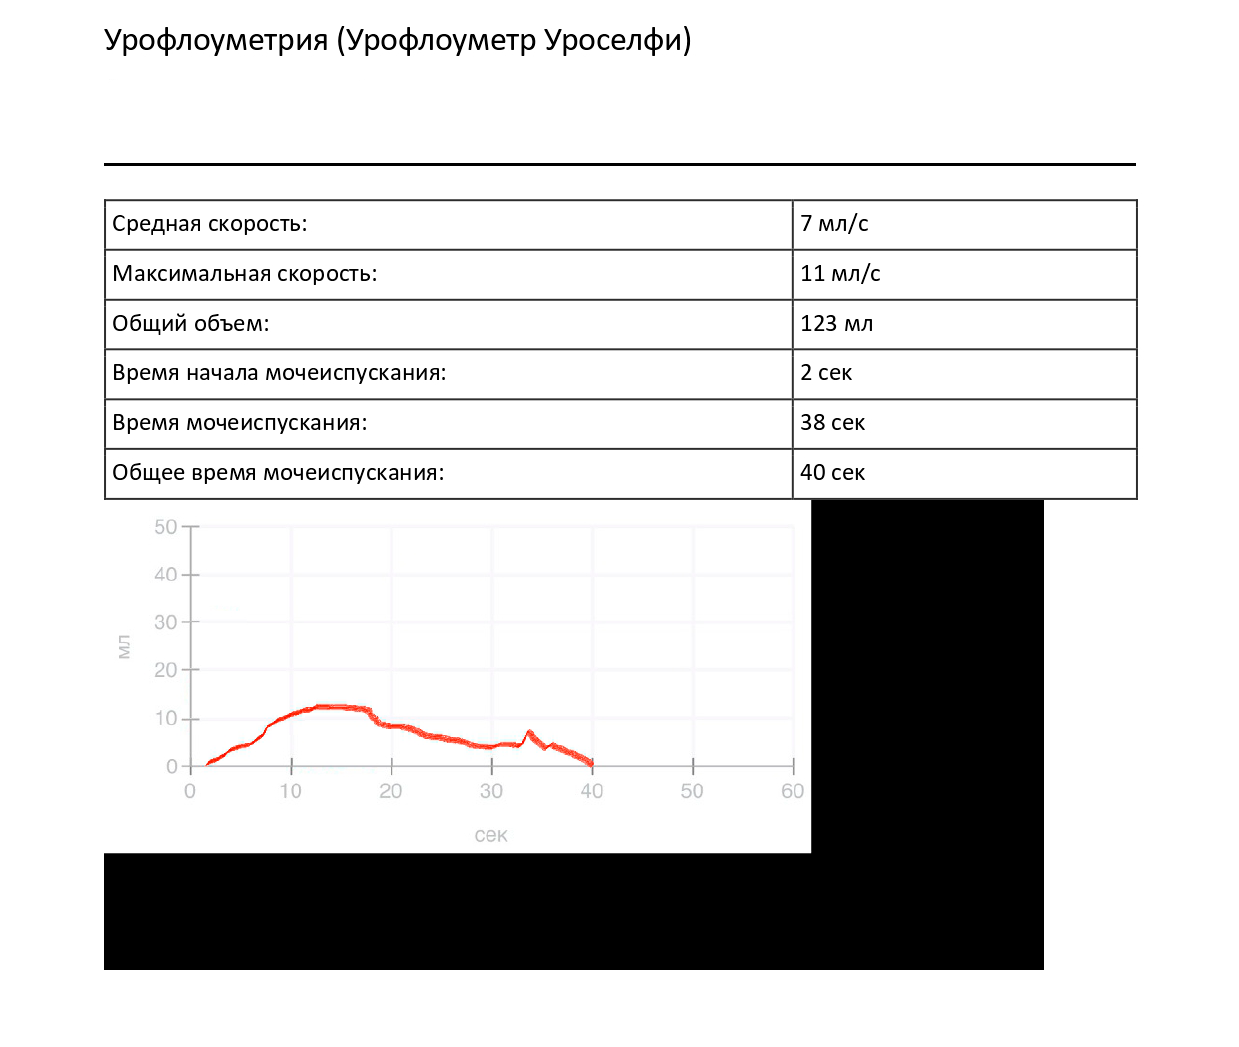 Урофлоуметрия (Урофлоуметр Уроселфи)
Средная скорость: 7 мл/с
Максимальная скорость: 11 мл/с
Общий объем: 123 мл
Время начала мочеиспускания: 2 сек
Время мочеиспускания: 38 сек
Общее время мочеиспускания: 40 сек
50
40
30
20
10
0
мл
0 10 20 30 40 50 60
сек